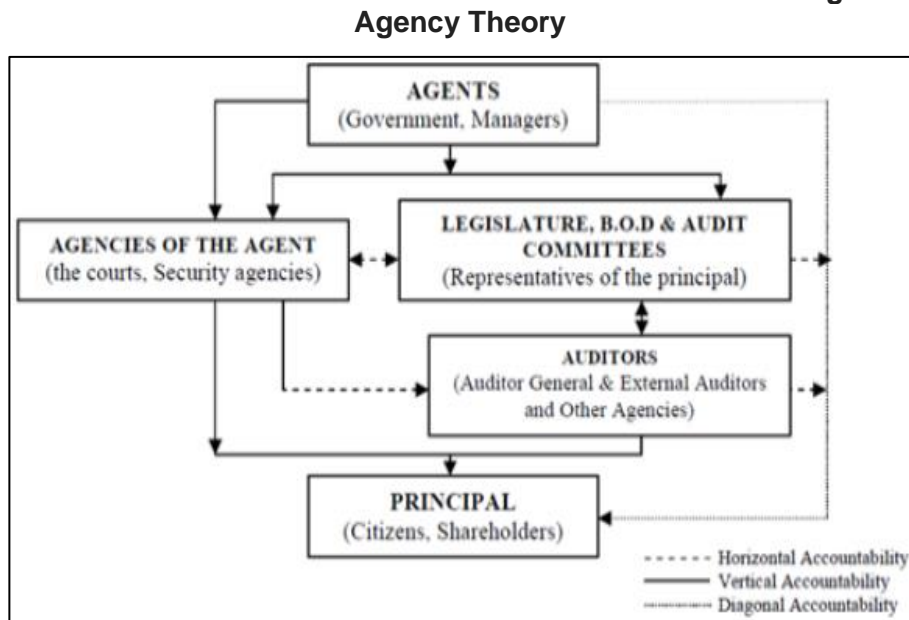 Agency Theory
AGENTS
(Government, Managers)
AGENCIES OF THE AGENT
(the courts, Security agencies)
LEGISLATURE, B.O.D & AUDIT
COMMITTEES
(Representatives of the principal)
AUDITORS
(Auditor General & External Auditors
and Other Agencies)
PRINCIPAL
(Citizens, Shareholders)
Horizontal Accountability
Vertical Accountability
Diagonal Accountability